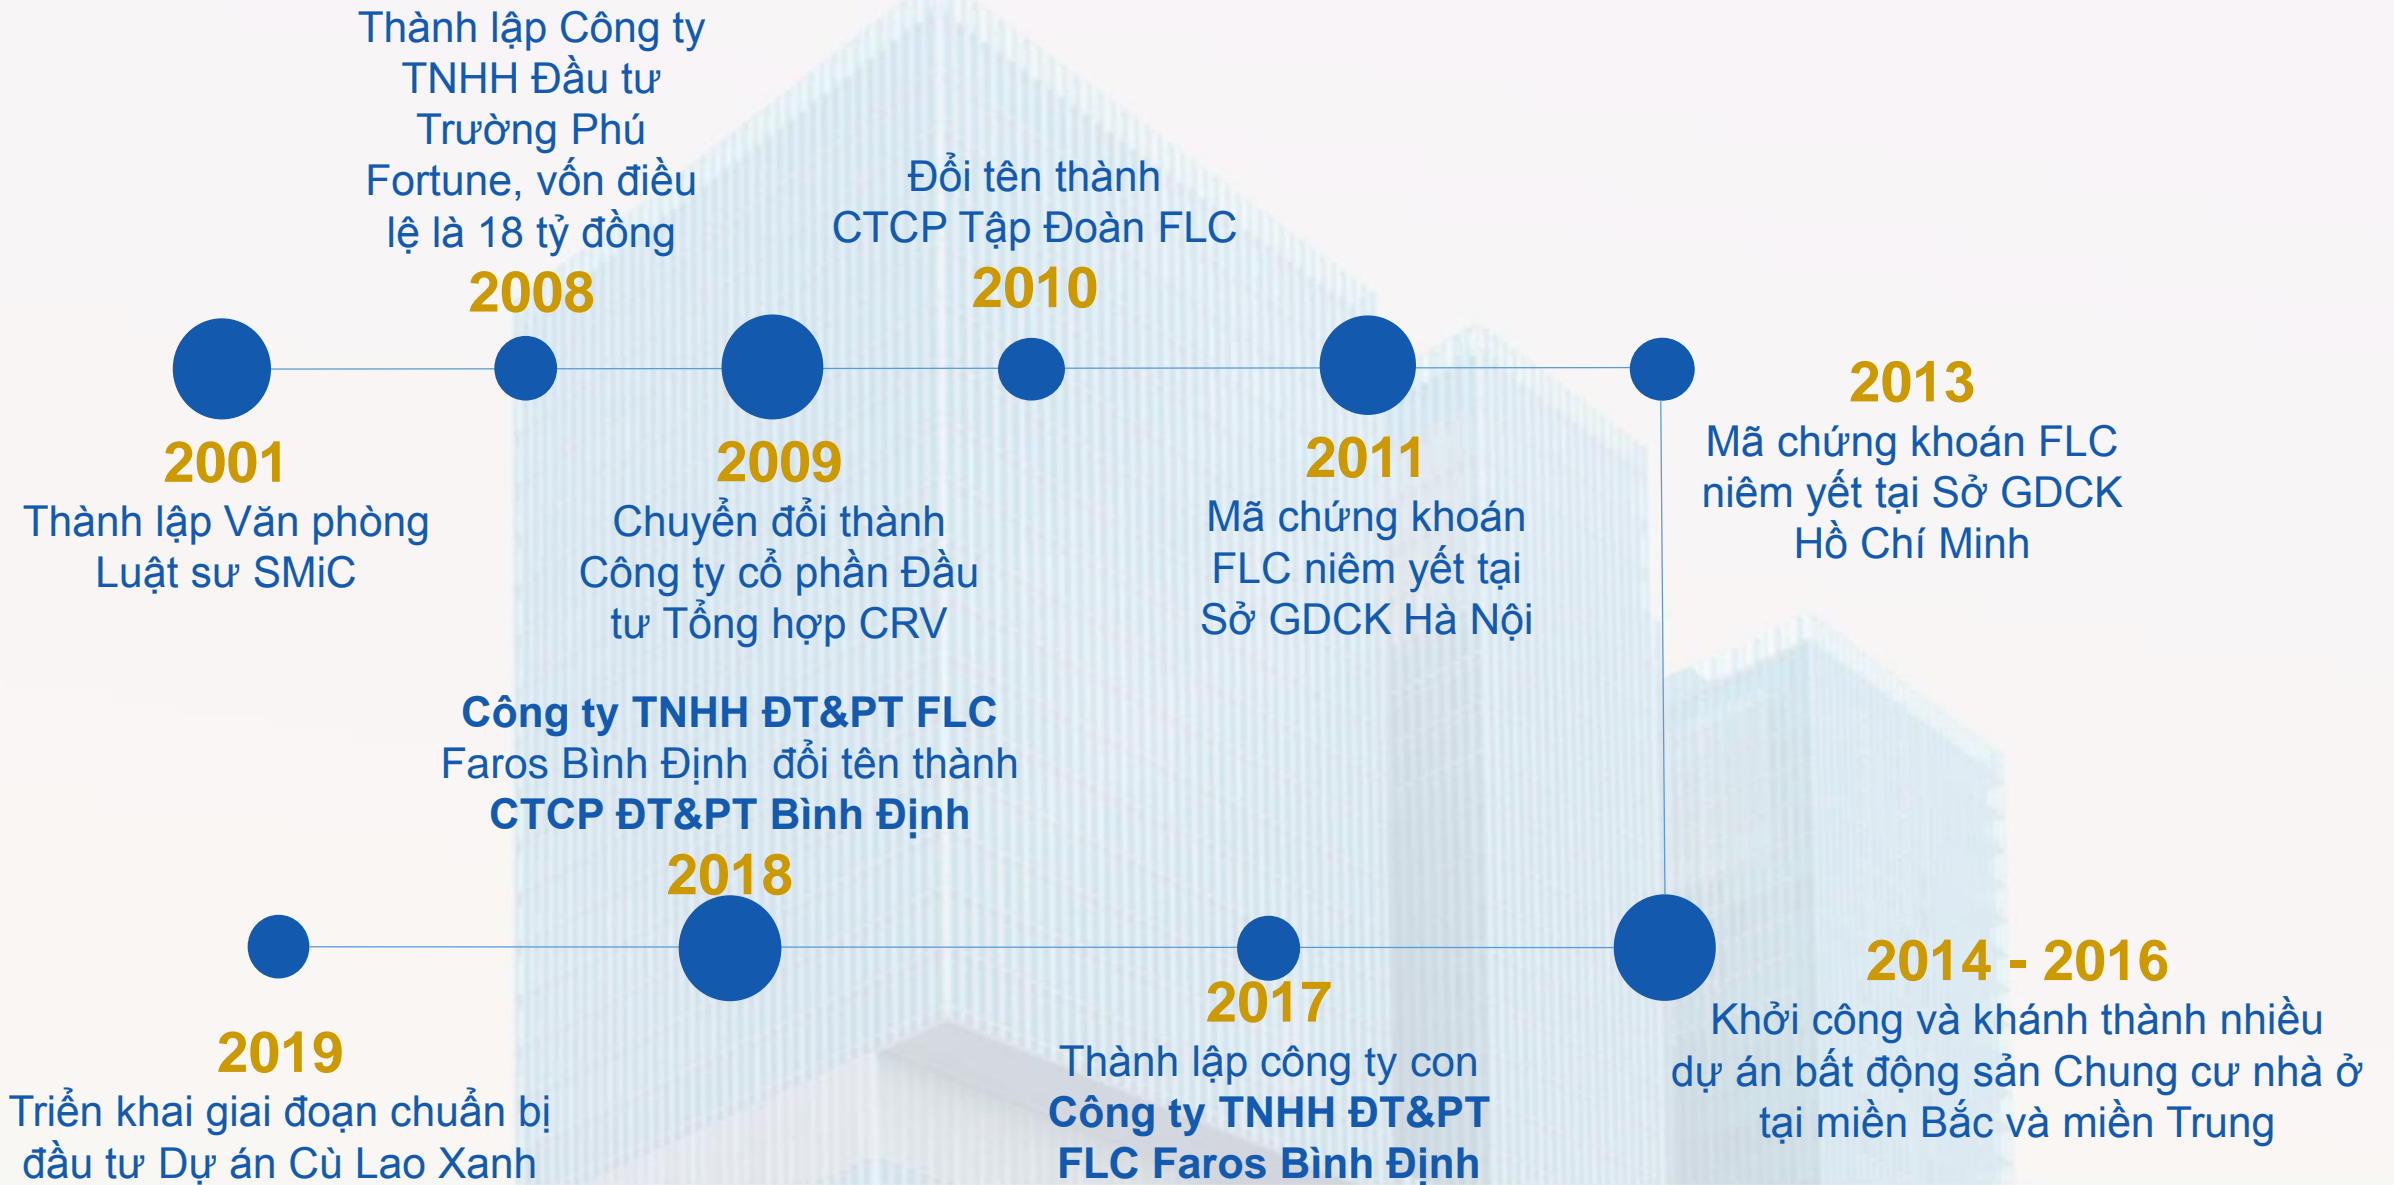 2001
Thành lập Văn phòng
Luật sư SMiC
Thành lập Công ty
TNHH Đầu tư
Trường Phú
Fortune, vốn điều
lệ là 18 tỷ đồng
2008
2009
Chuyển đổi thành
Công ty cổ phần Đầu
tư Tổng hợp CRV
Đổi tên thành
CTCP Tập Đoàn FLC
2010
2011
Mã chứng khoán
FLC niêm yết tại
Sở GDCK Hà Nội
2013
Mã chứng khoán FLC
niêm yết tại Sở GDCK
Hồ Chí Minh
2014 - 2016
Khởi công và khánh thành nhiều
dự án bất động sản Chung cư nhà ở
tại miền Bắc và miền Trung
2017
Thành lập công ty con
Công ty TNHH ĐT&PT
FLC Faros Bình Định
Công ty TNHH ĐT&PT FLC
Faros Bình Định đổi tên thành
CTCP ĐT&PT Bình Định
2018
2019
Triển khai giai đoạn chuẩn bị
đầu tư Dự án Cù Lao Xanh